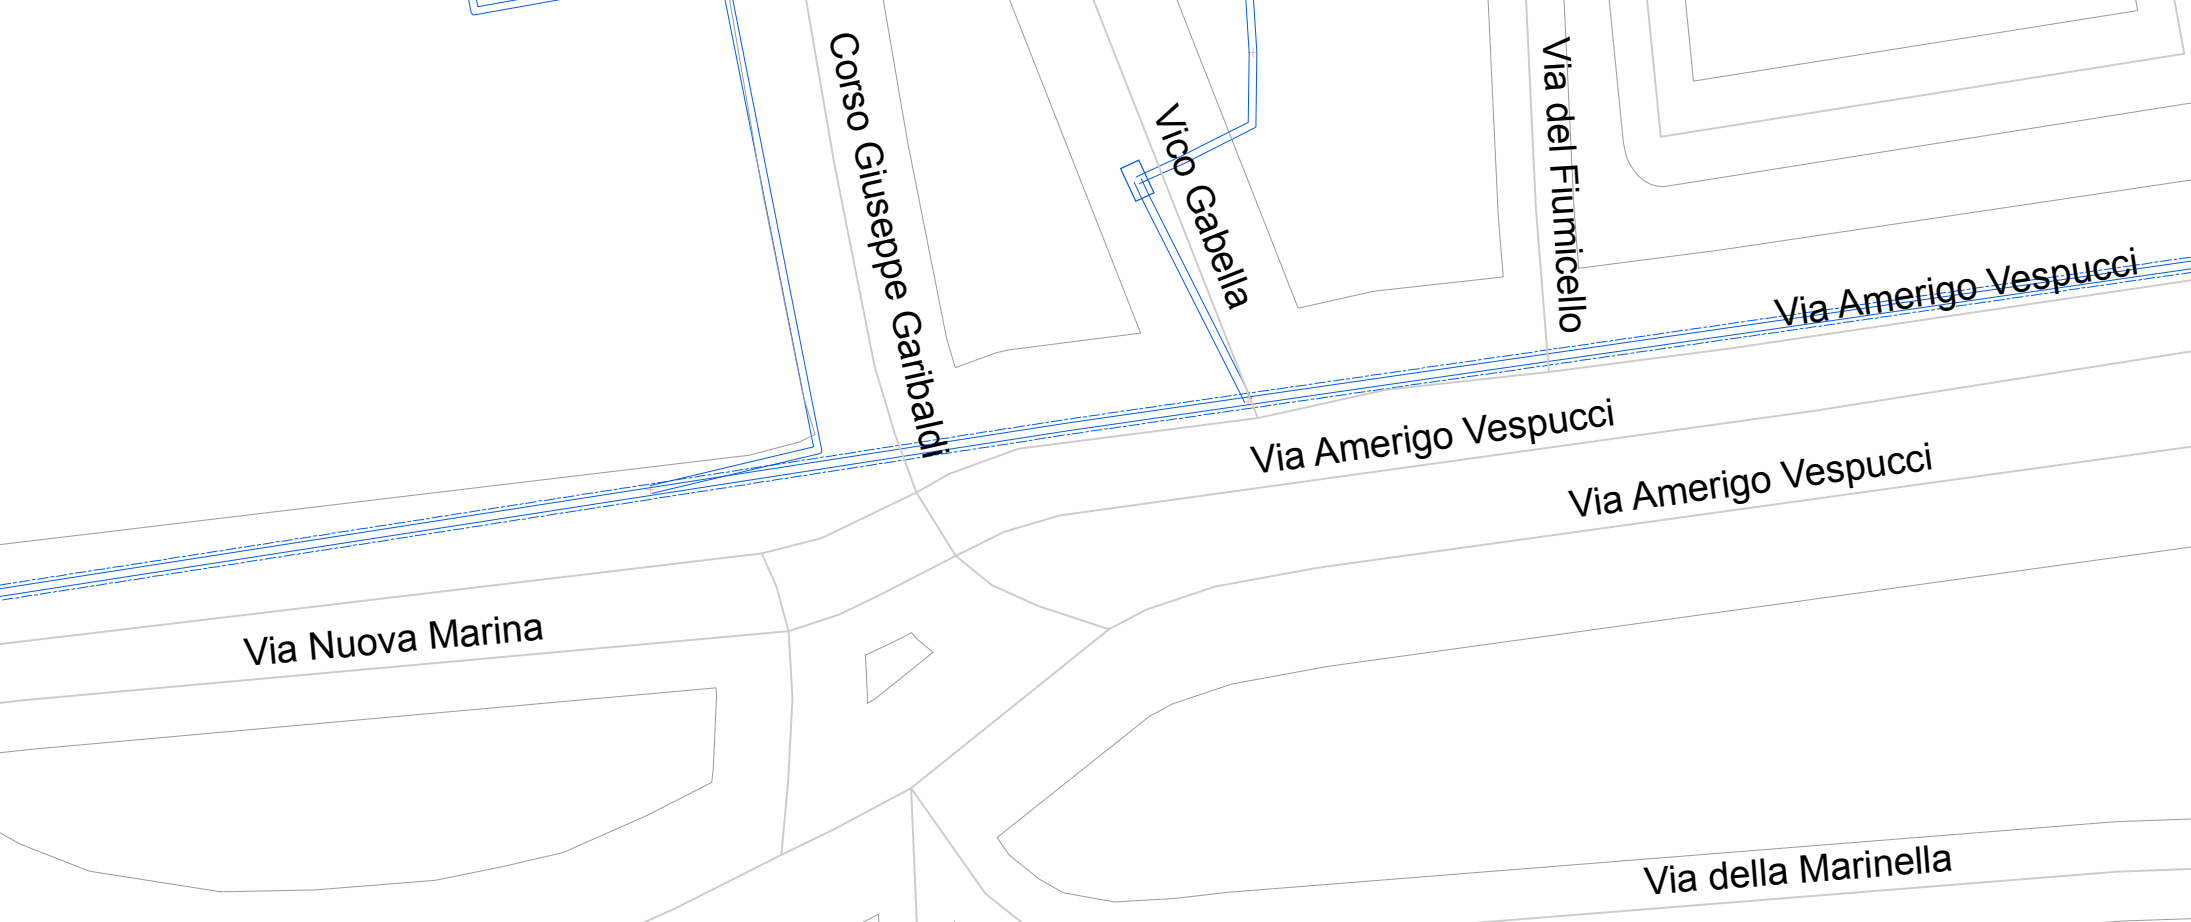 Corso Giuseppe Garibaldi
Vico Gabella
Via del Fiumicello
Via Amerigo Vespucci
Via Amerigo Vespucci
Via Amerigo Vespucci
Via Nuova Marina
Via della Marinella